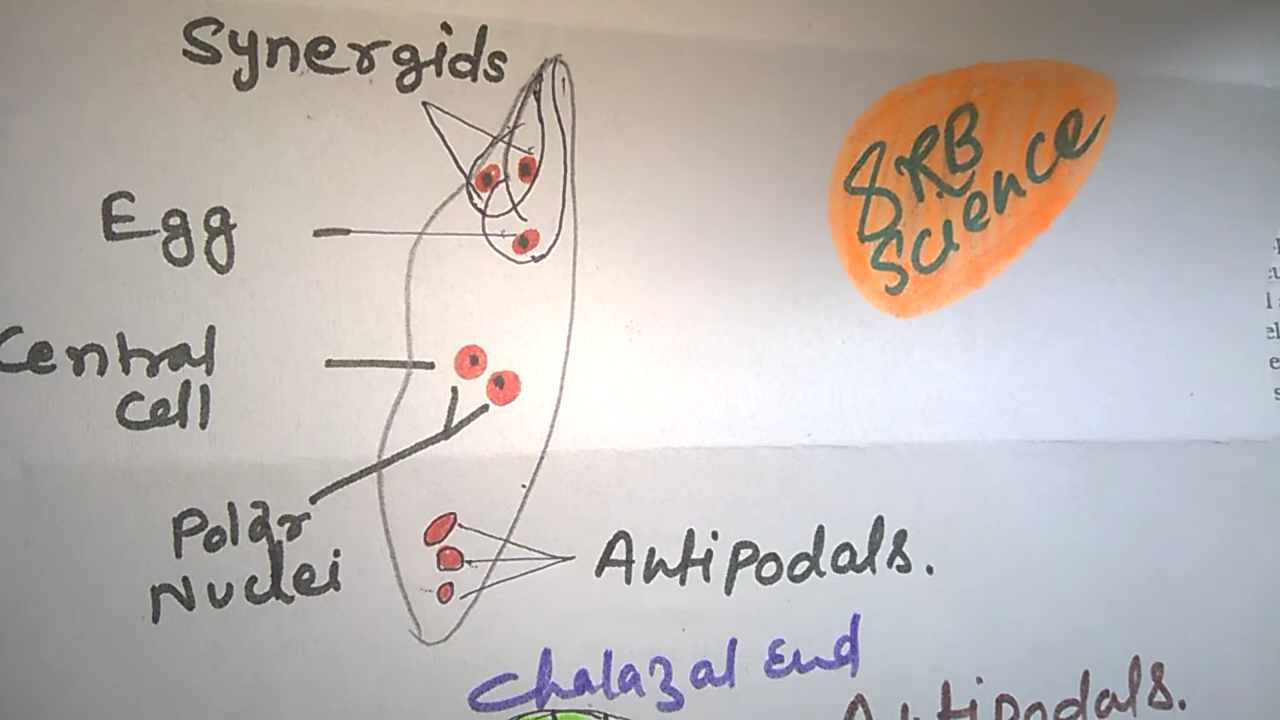 Synergids
Egg
Central
cell
Polar
Nuclei
Antipodals.
SRB
Science
Chalazal End
Antipodals.